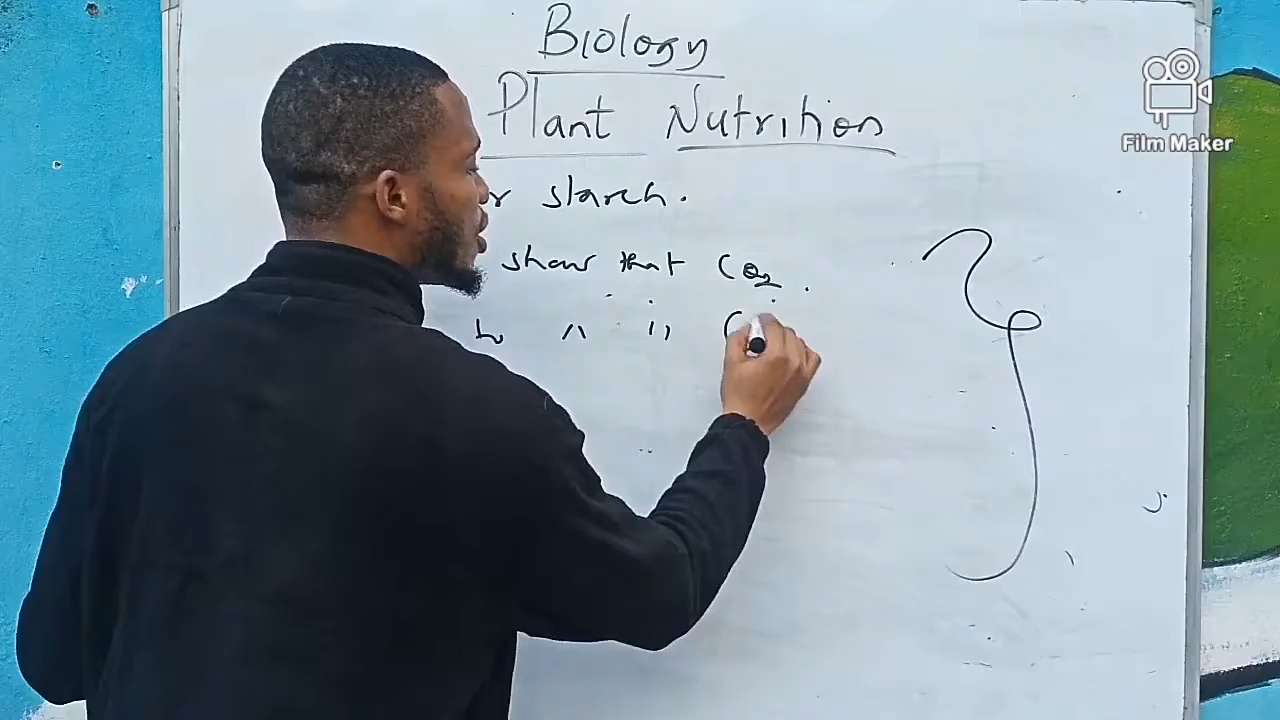 Biology
Plant Nutrition
r starch.
show that CO2.
Film Maker